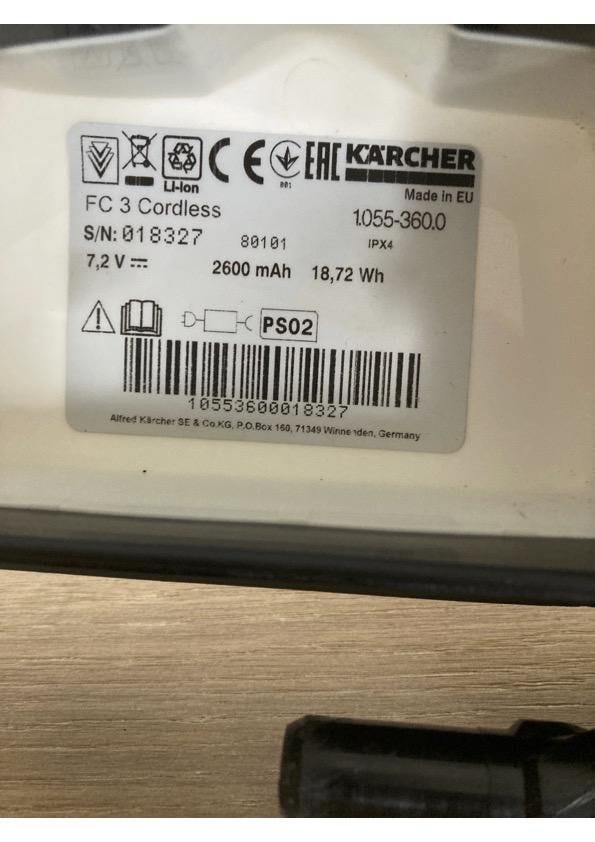 KÄRCHER
Li-Ion
001
Made in EU
FC 3 Cordless
1.055-360.0
S/N: 018327 80101 IPX4
7,2 V 2600 mAh 18,72 Wh
PS02
10553600018327
Alfred Kärcher SE & Co.KG, P.O.Box 160, 71349 Winnenden, Germany